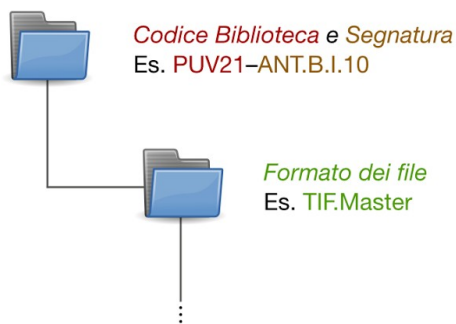 Codice Biblioteca e Segnatura
Es. PUV21–ANT.B.I.10
Formato dei file
Es. TIF.Master